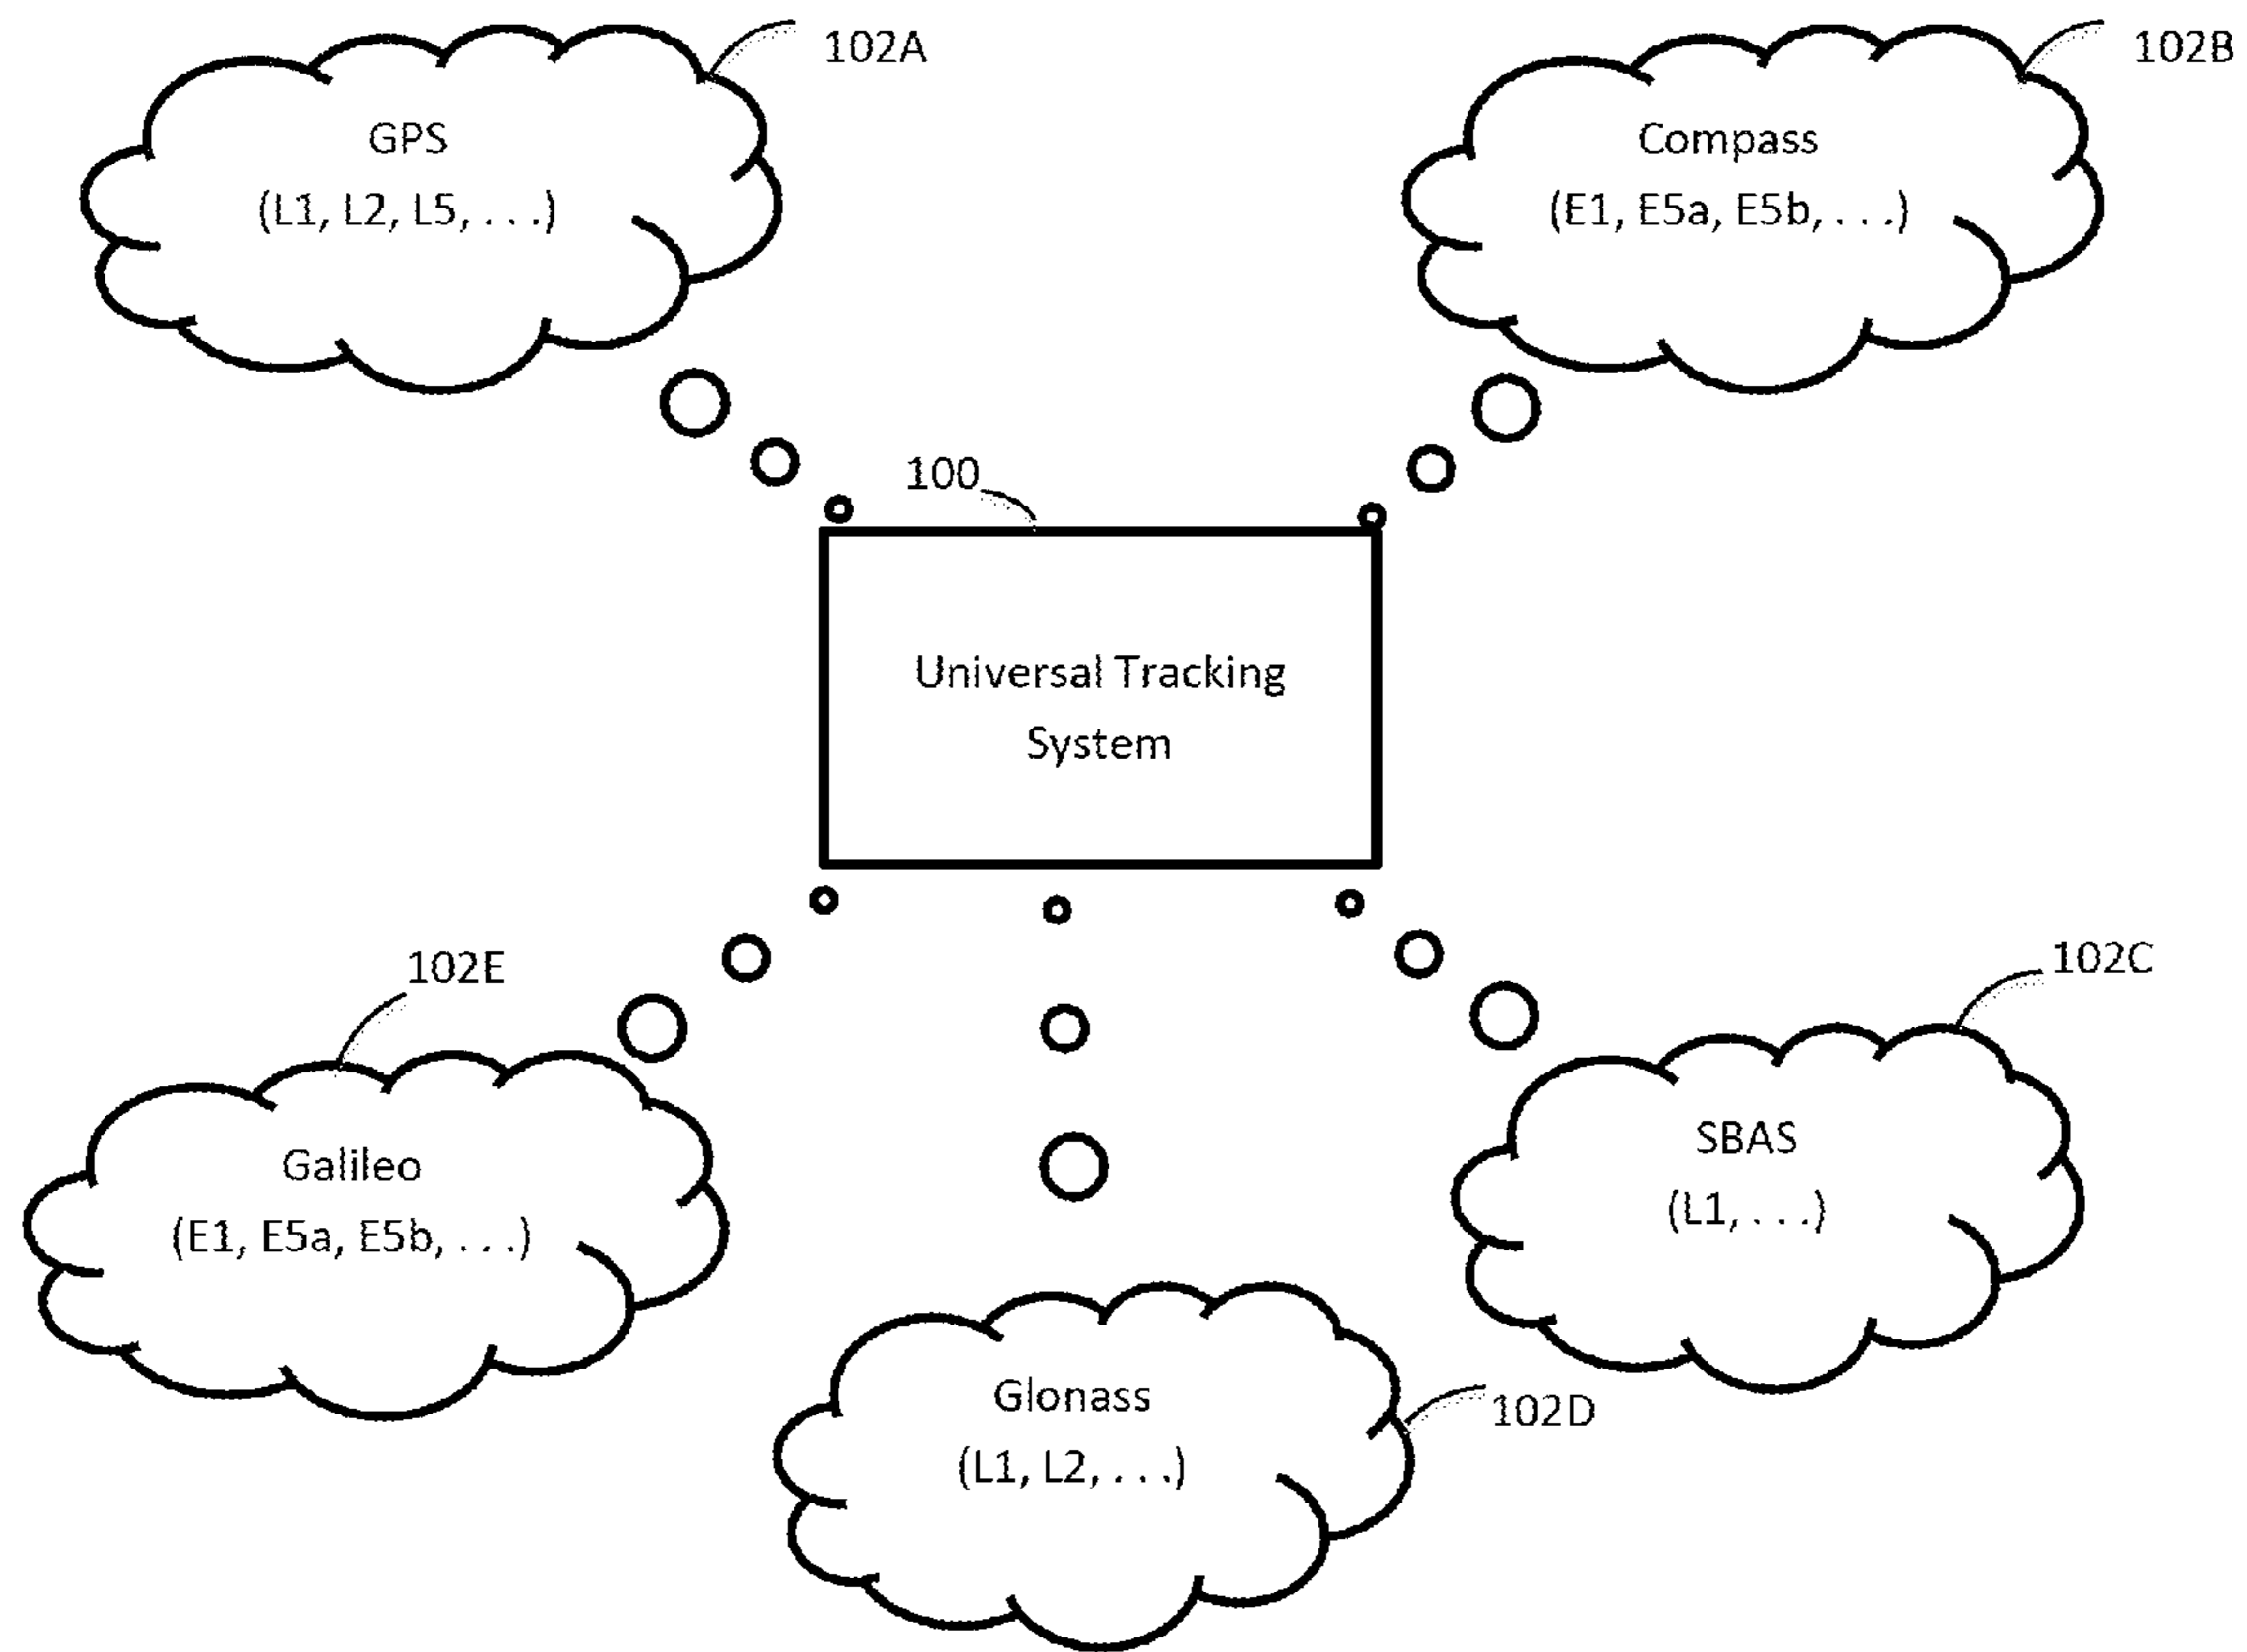 102A
GPS
(L1, L2, L5, . . .)
102B
Compass
(E1, E5a, E5b, . . .)
100
Universal Tracking
System
102E
Galileo
(E1, E5a, E5b, . . .)
102C
SBAS
(L1, . . .)
102D
Glonass
(L1, L2, . . .)